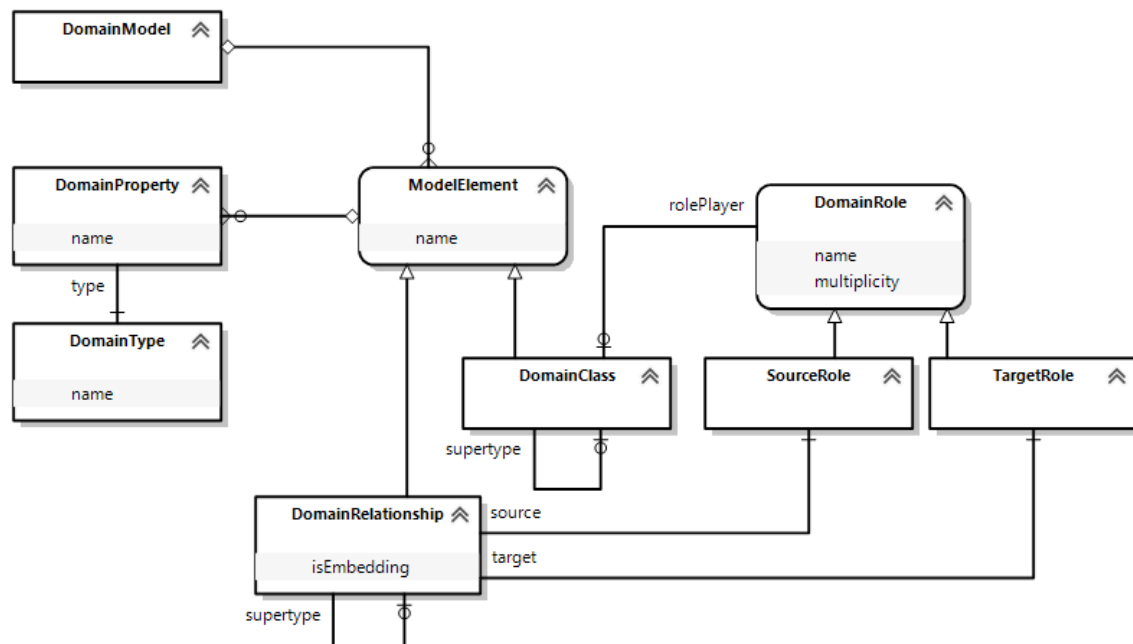 DomainModel
DomainProperty
name
ModelElement
name
rolePlayer
DomainRole
name
multiplicity
type
DomainType
name
DomainClass
SourceRole
TargetRole
supertype
DomainRelationship
isEmbedding
source
target
supertype